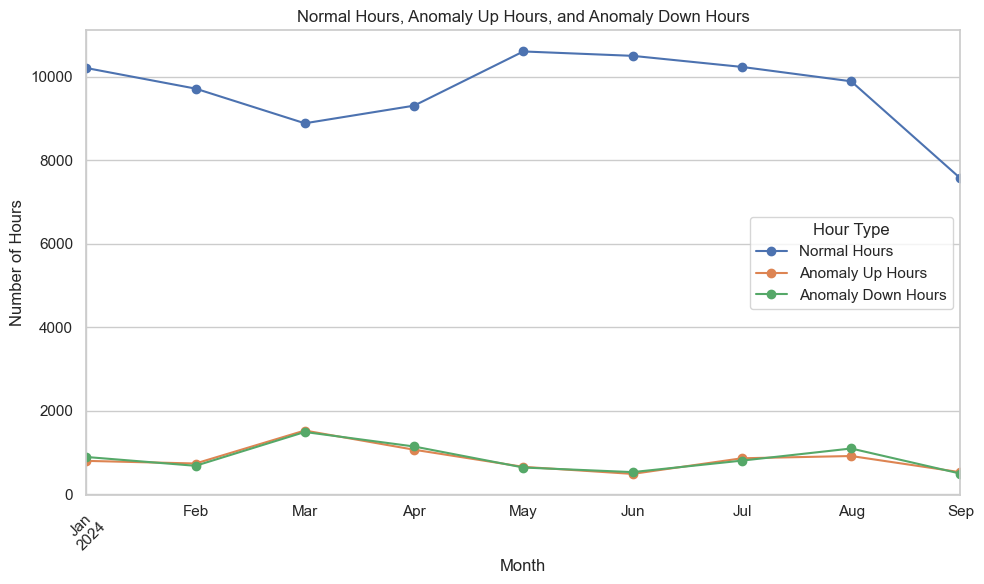 Normal Hours, Anomaly Up Hours, and Anomaly Down Hours
Number of Hours
10000
8000
6000
4000
2000
0
Hour Type
Normal Hours
Anomaly Up Hours
Anomaly Down Hours
Jan
2024
Feb
Mar
Apr
May
Jun
Jul
Aug
Sep
Month